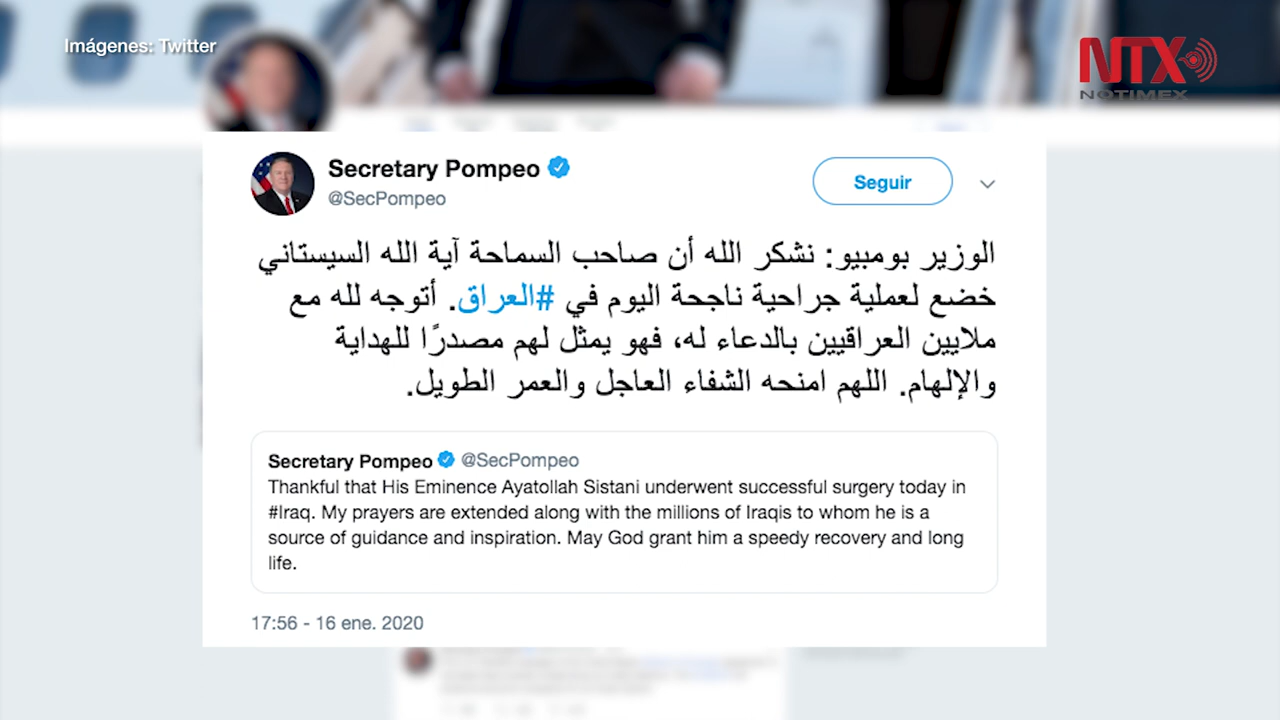 Imágenes: Twitter
NTX
NOTIMEX
Secretary Pompeo
@SecPompeo
Seguir
الوزير بومبيو: نشكر الله أن صاحب السماحة آية الله السيستاني
خضع لعملية جراحية ناجحة اليوم في #العراق. أتوجه لله مع
ملايين العراقيين بالدعاء له، فهو يمثل لهم مصدرًا للهداية
والإلهام. اللهم امنحه الشفاء العاجل والعمر الطويل.
Secretary Pompeo @SecPompeo
Thankful that His Eminence Ayatollah Sistani underwent successful surgery today in
#Iraq. My prayers are extended along with the millions of Iraqis to whom he is a
source of guidance and inspiration. May God grant him a speedy recovery and long
life.
17:56 - 16 ene. 2020